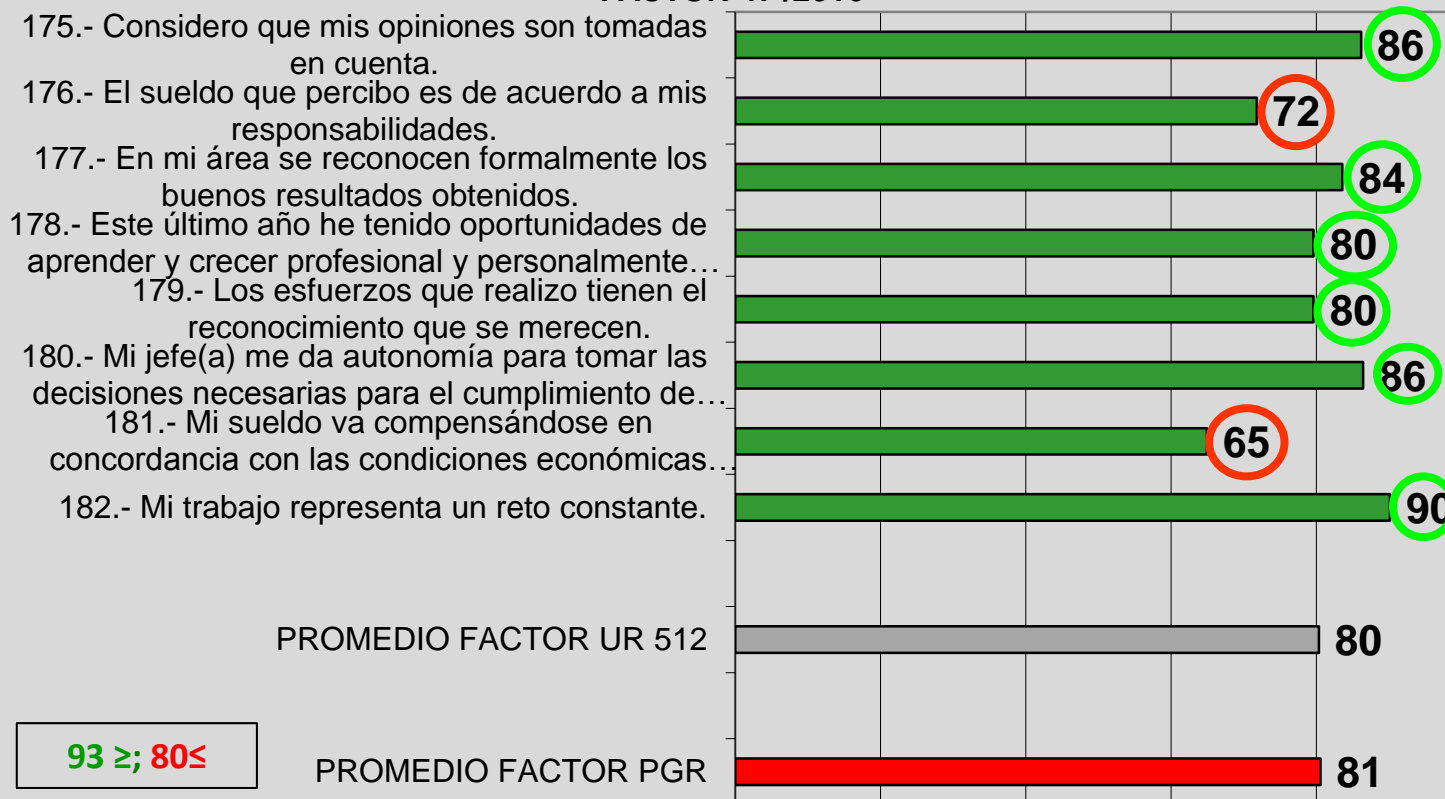 175.- Considero que mis opiniones son tomadas
en cuenta.
86
176.- El sueldo que percibo es de acuerdo a mis
responsabilidades.
72
177.- En mi área se reconocen formalmente los
buenos resultados obtenidos.
84
178.- Este último año he tenido oportunidades de
aprender y crecer profesional y personalmente…
80
179.- Los esfuerzos que realizo tienen el
reconocimiento que se merecen.
80
180.- Mi jefe(a) me da autonomía para tomar las
decisiones necesarias para el cumplimiento de…
86
181.- Mi sueldo va compensándose en
concordancia con las condiciones económicas…
65
182.- Mi trabajo representa un reto constante.
90
PROMEDIO FACTOR UR 512
80
93 ≥; 80≤
PROMEDIO FACTOR PGR
81